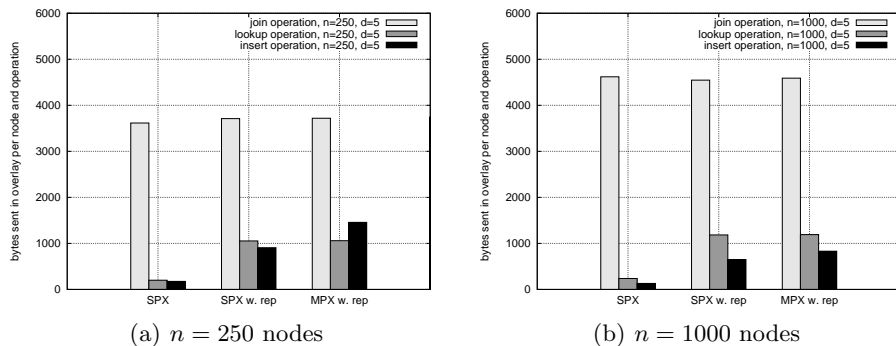 6000
5000
4000
3000
2000
1000
0
bytes sent in overlay per node and operation
join operation, n=250, d=5
lookup operation, n=250, d=5
insert operation, n=250, d=5
SPX
SPX w. rep
MPX w. rep
(a) n = 250 nodes
6000
5000
4000
3000
2000
1000
0
bytes sent in overlay per node and operation
join operation, n=1000, d=5
lookup operation, n=1000, d=5
insert operation, n=1000, d=5
SPX
SPX w. rep
MPX w. rep
(b) n = 1000 nodes